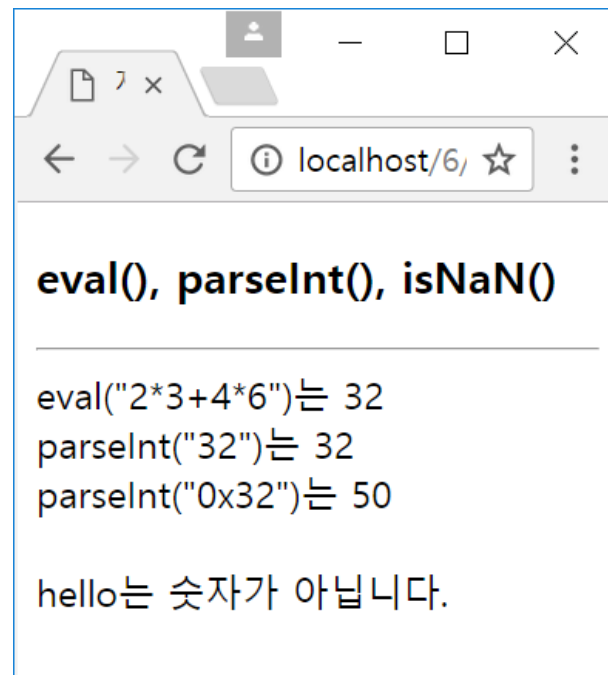 localhost/6/
eval(), parseInt(), isNaN()
eval("2*3+4*6")는 32
parseInt("32")는 32
parseInt("0x32")는 50
hello는 숫자가 아닙니다.